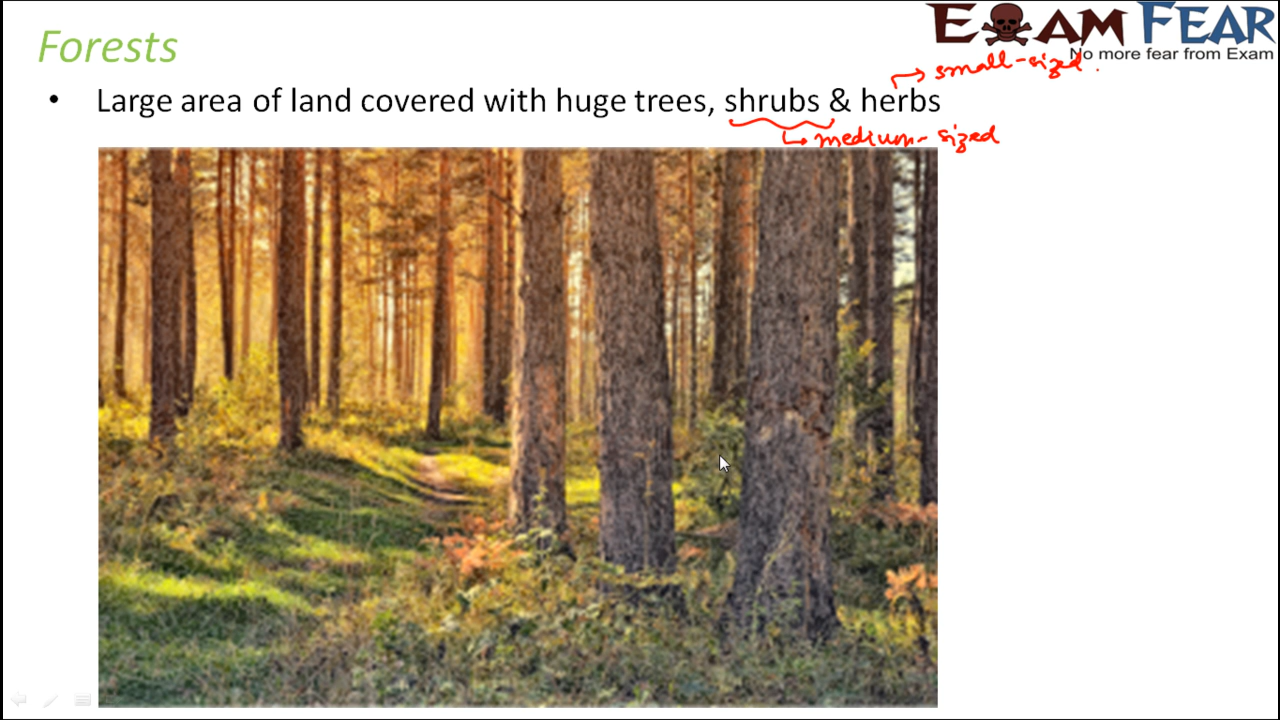 Forests
EXAM FEAR
No more fear from Exam
small-sized.
• Large area of land covered with huge trees, shrubs & herbs
medium-sized